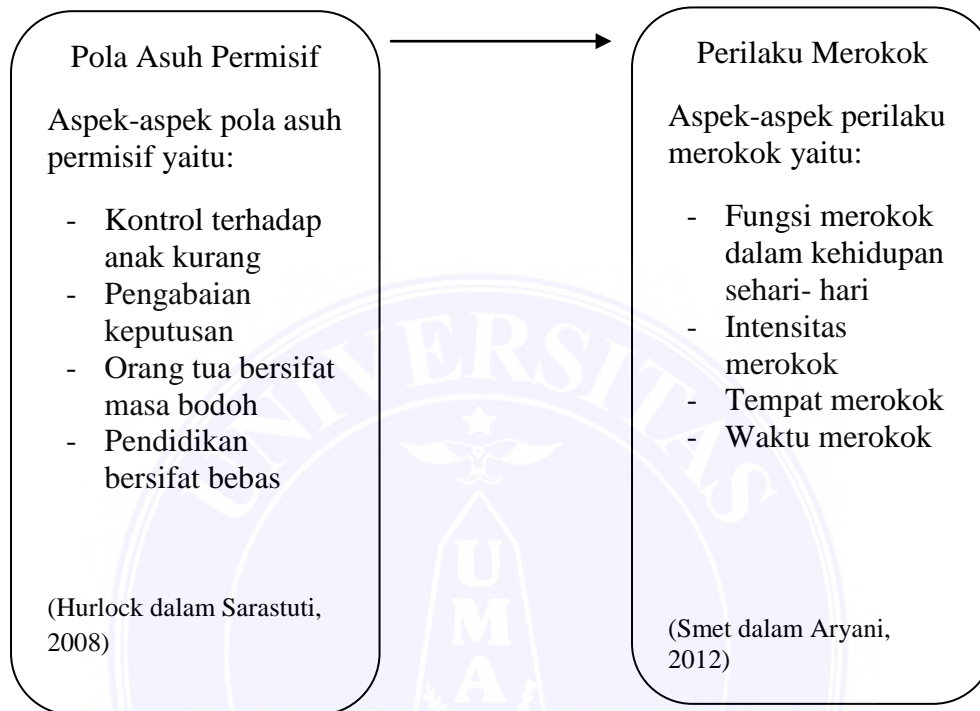 Pola Asuh Permisif
Aspek-aspek pola asuh
permisif yaitu:
- Kontrol terhadap
anak kurang
- Pengabaian
keputusan
- Orang tua bersifat
masa bodoh
- Pendidikan
bersifat bebas
(Hurlock dalam Sarastuti,
2008)
Perilaku Merokok
Aspek-aspek perilaku
merokok yaitu:
- Fungsi merokok
dalam kehidupan
sehari- hari
- Intensitas
merokok
- Tempat merokok
- Waktu merokok
(Smet dalam Aryani,
2012)
UNIVERSITAS
UMA